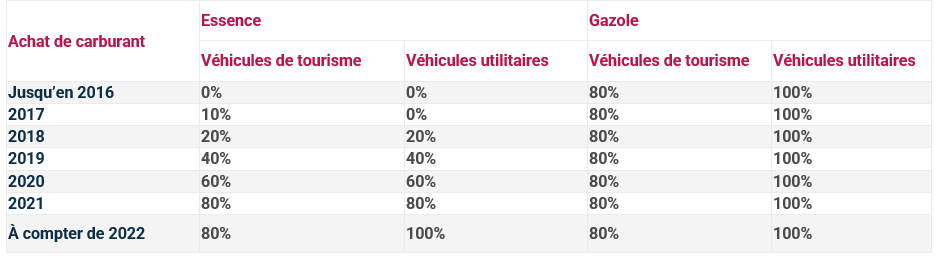 Essence Gazole
Achat de carburant
Véhicules de tourisme Véhicules utilitaires Véhicules de tourisme Véhicules utilitaires
Jusqu’en 2016 0% 0% 80% 100%
2017 10% 0% 80% 100%
2018 20% 20% 80% 100%
2019 40% 40% 80% 100%
2020 60% 60% 80% 100%
2021 80% 80% 80% 100%
À compter de 2022 80% 100% 80% 100%